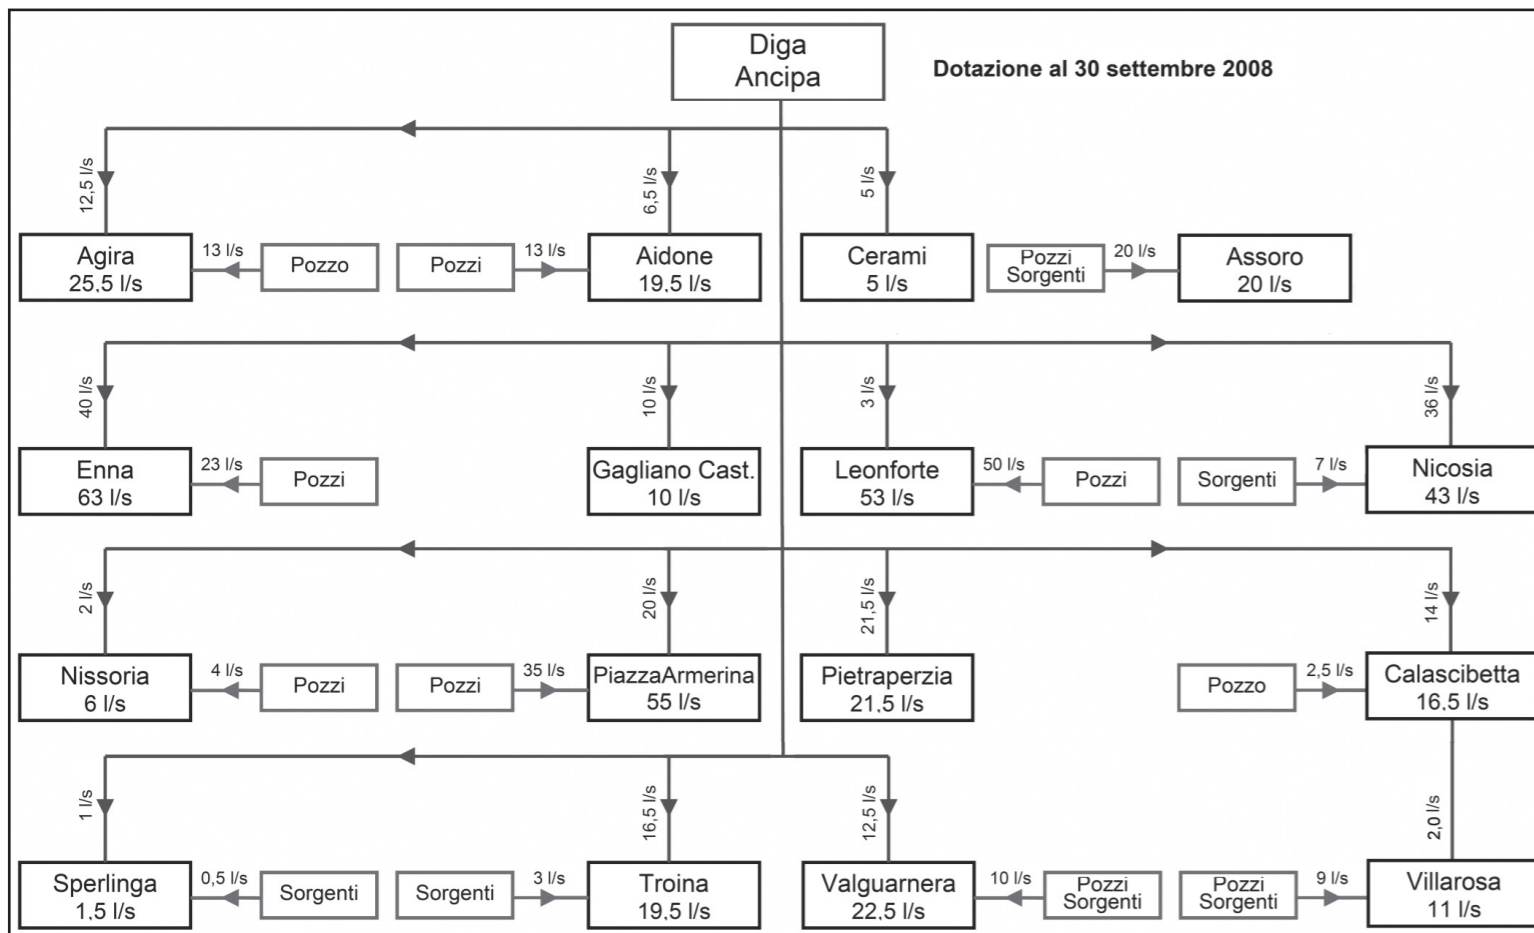 Diga
Ancipa
Dotazione al 30 settembre 2008
12,5 l/s
6,5 l/s
5 l/s
Agira
25,5 l/s
13 l/s
Pozzo
Pozzi
13 l/s
Aidone
19,5 l/s
Cerami
5 l/s
Pozzi
Sorgenti
20 l/s
Assoro
20 l/s
40 l/s
10 l/s
3 l/s
36 l/s
Enna
63 l/s
23 l/s
Pozzi
Gagliano Cast.
10 l/s
Leonforte
53 l/s
50 l/s
Pozzi
Sorgenti
7 l/s
Nicosia
43 l/s
2 l/s
20 l/s
21,5 l/s
14 l/s
Nissoria
6 l/s
4 l/s
Pozzi
Pozzi
35 l/s
PiazzaArmerina
55 l/s
Pietraperzia
21,5 l/s
Pozzo
2,5 l/s
Calascibetta
16,5 l/s
1 l/s
16,5 l/s
12,5 l/s
2,0 l/s
Sperlinga
1,5 l/s
0,5 l/s
Sorgenti
Sorgenti
3 l/s
Troina
19,5 l/s
Valguarnera
22,5 l/s
10 l/s
Pozzi
Sorgenti
Pozzi
Sorgenti
9 l/s
Villarosa
11 l/s